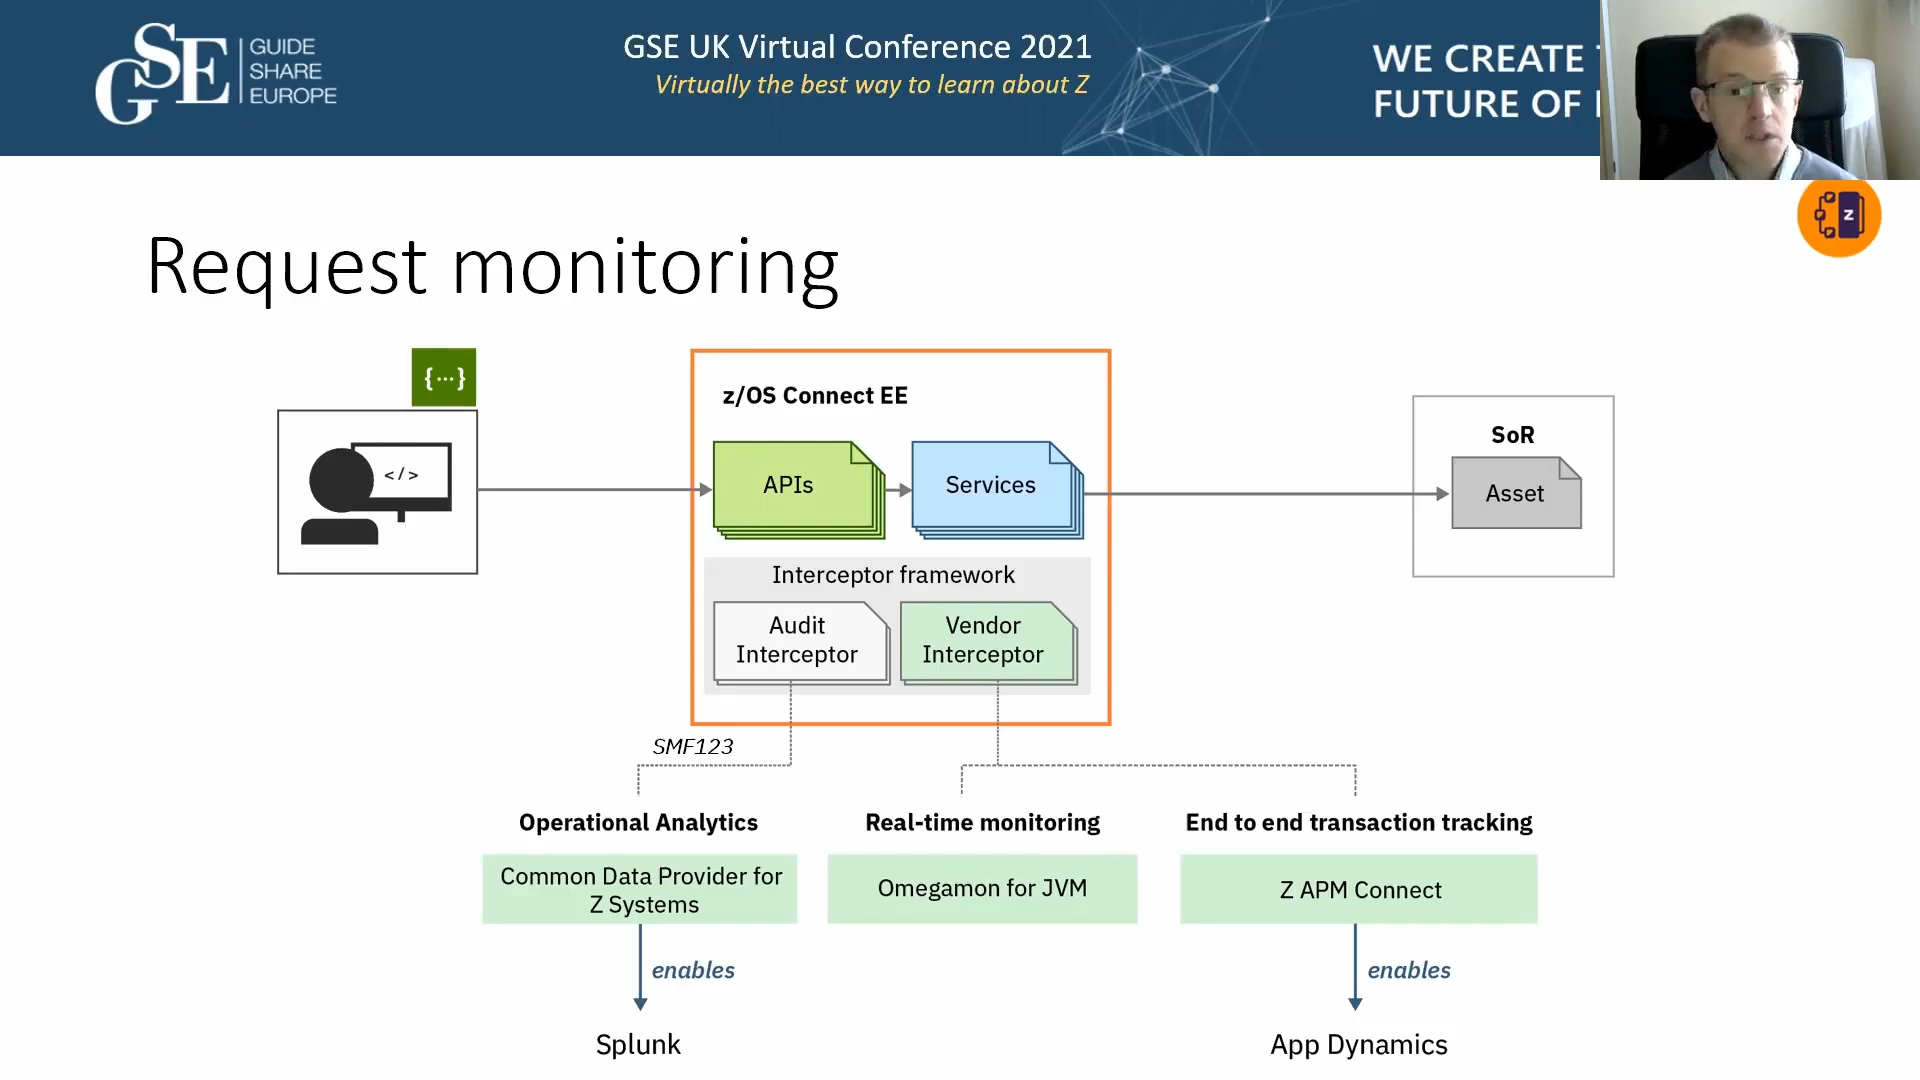 GSE
GUIDE
SHARE
EUROPE
GSE UK Virtual Conference 2021
Virtually the best way to learn about Z
WE CREATE
FUTURE OF
z
Request monitoring
{...}
</>
z/OS Connect EE
APIs
Services
SoR
Asset
Interceptor framework
Audit
Interceptor
Vendor
Interceptor
SMF123
Operational Analytics
Real-time monitoring
End to end transaction tracking
Common Data Provider for
Z Systems
Omegamon for JVM
Z APM Connect
enables
enables
Splunk
App Dynamics